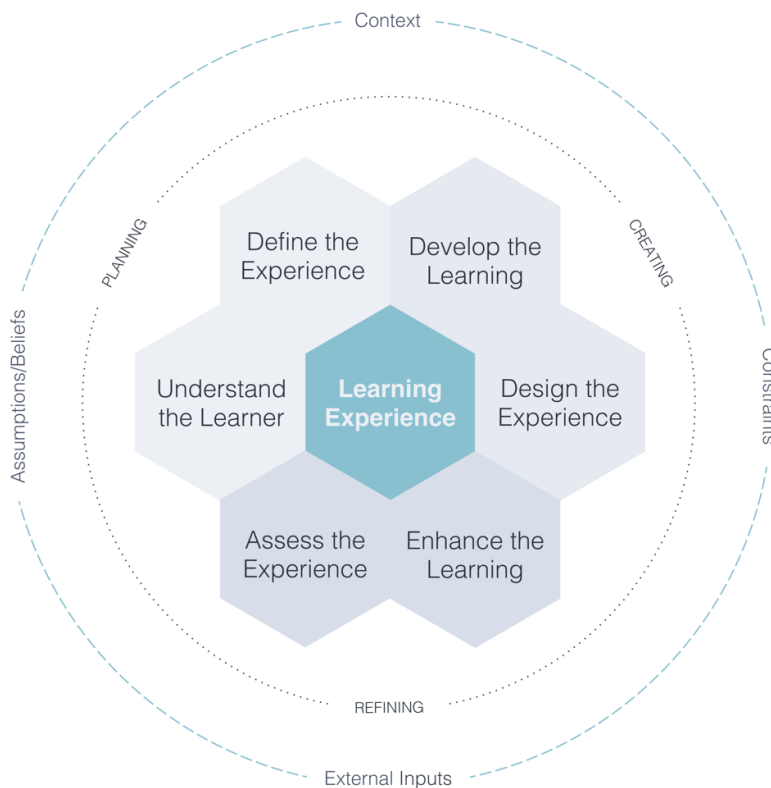 Context
PLANNING
CREATING
Define the
Experience
Develop the
Learning
Assumptions/Beliefs
Understand
the Learner
Learning
Experience
Design the
Experience
Constraints
Assess the
Experience
Enhance the
Learning
REFINING
External Inputs